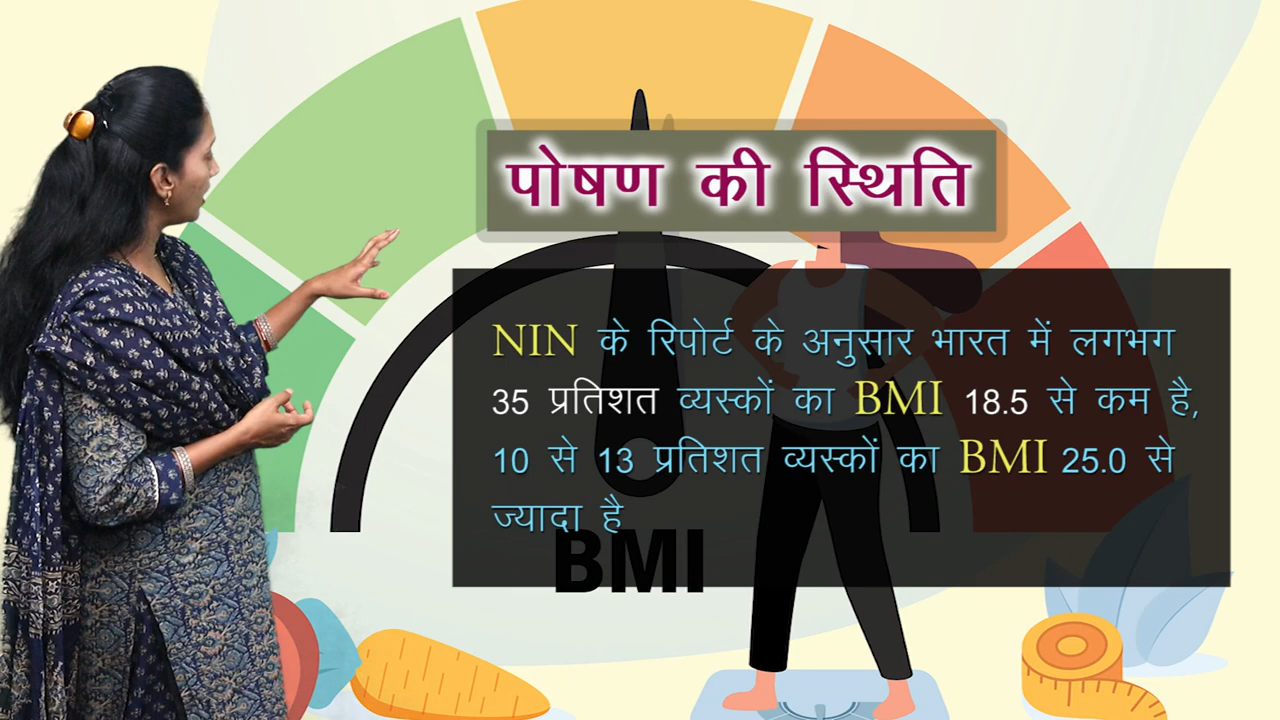 पोषण की स्थिति
NIN के रिपोर्ट के अनुसार भारत में लगभग
35 प्रतिशत व्यस्कों का BMI 18.5 से कम है,
10 से 13 प्रतिशत व्यस्कों का BMI 25.0 से
ज्यादा है
BMI